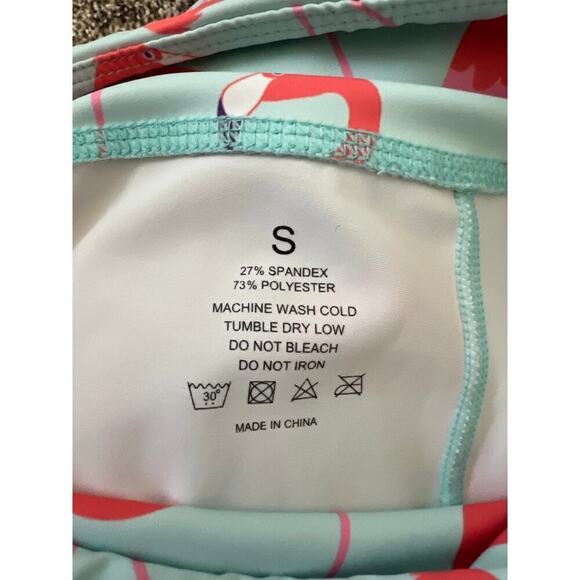 S
27% SPANDEX
73% POLYESTER
MACHINE WASH COLD
TUMBLE DRY LOW
DO NOT BLEACH
DO NOT IRON
30°
MADE IN CHINA